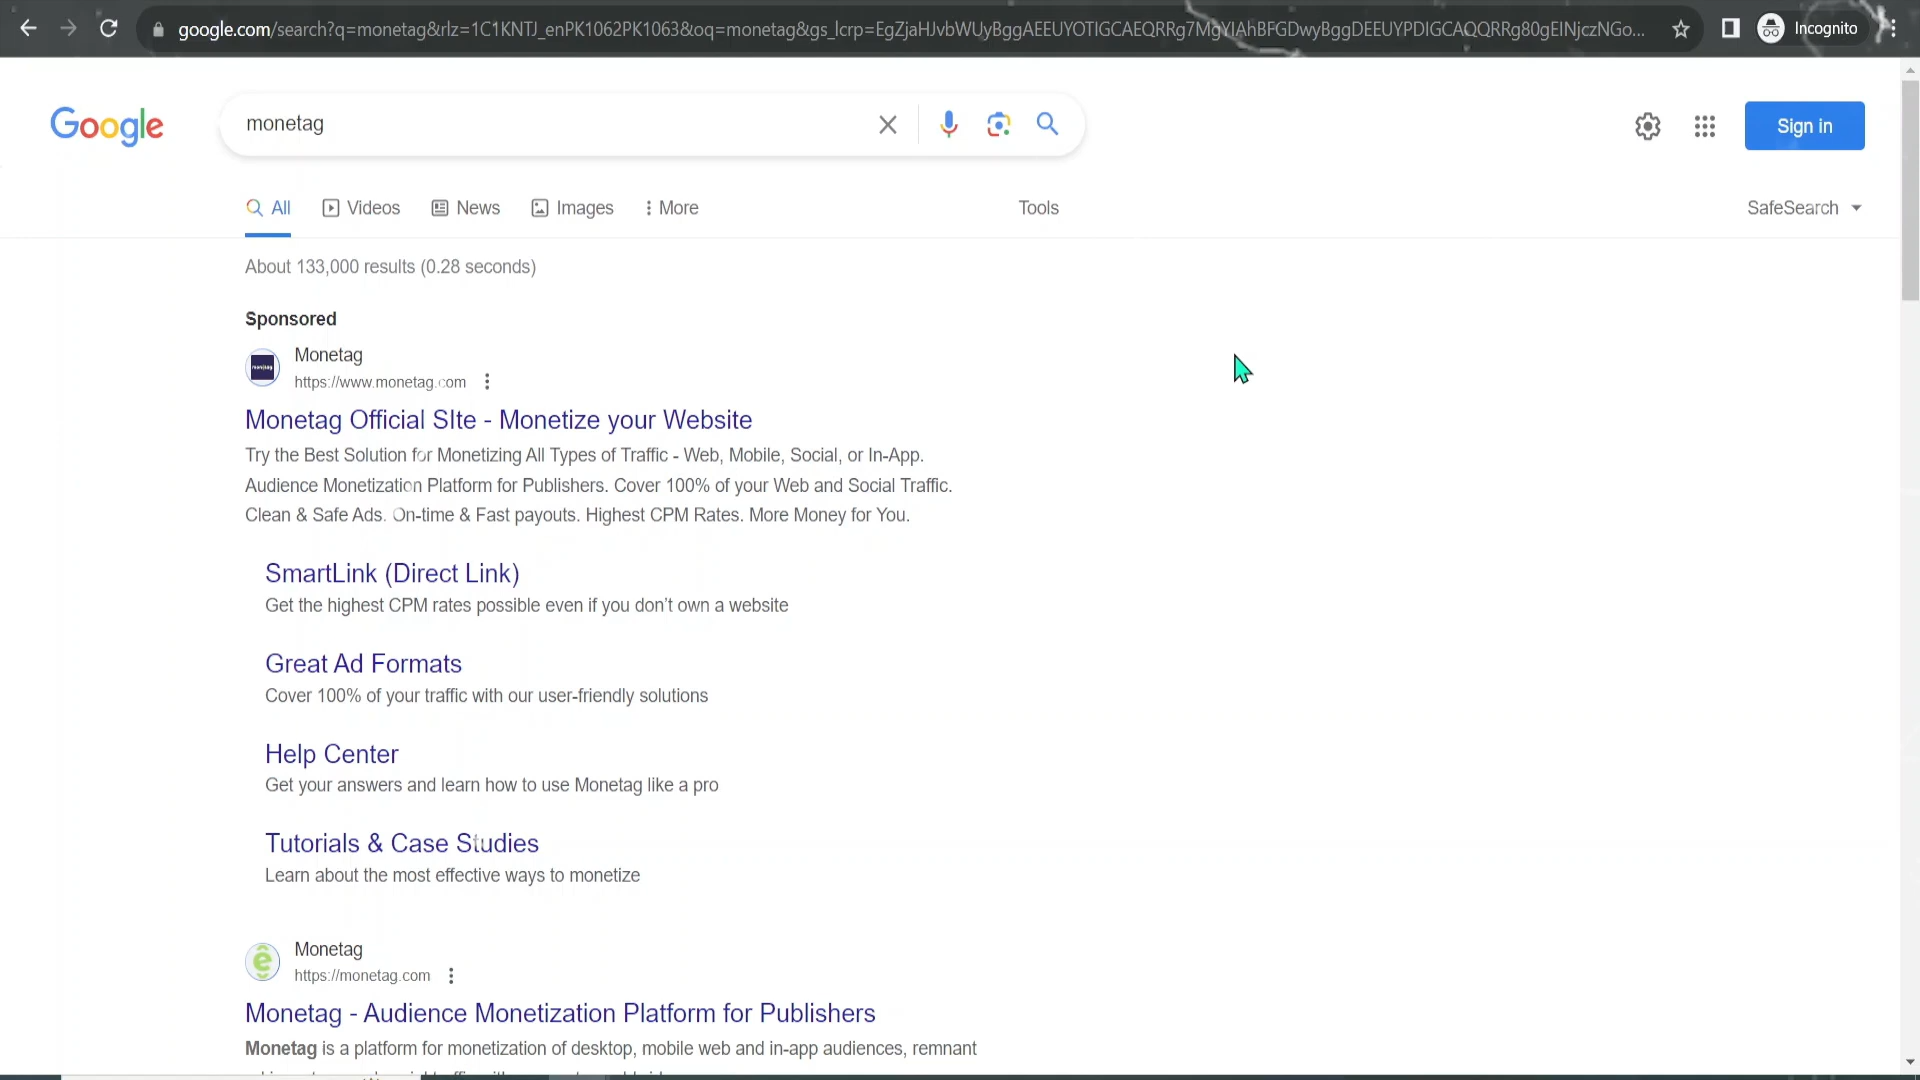 google.com/search?q=monetag&rlz=1C1KNTJ_enPK1062PK1063&oq=monetag&gs_lcrp=EgZjaHJvbWUyBggAEEUYOTIGCAEQRRg7MgYIAhBFGDwyBggDEEUYPDIGCAQQRRg80gEINjczNGo...
Incognito
Google
monetag
Sign in
All Videos News Images More Tools SafeSearch
About 133,000 results (0.28 seconds)
Sponsored
monetag
Monetag
https://www.monetag.com
Monetag Official SIte - Monetize your Website
Try the Best Solution for Monetizing All Types of Traffic - Web, Mobile, Social, or In-App.
Audience Monetization Platform for Publishers. Cover 100% of your Web and Social Traffic.
Clean & Safe Ads. On-time & Fast payouts. Highest CPM Rates. More Money for You.
SmartLink (Direct Link)
Get the highest CPM rates possible even if you don't own a website
Great Ad Formats
Cover 100% of your traffic with our user-friendly solutions
Help Center
Get your answers and learn how to use Monetag like a pro
Tutorials & Case Studies
Learn about the most effective ways to monetize
Monetag
https://monetag.com
Monetag - Audience Monetization Platform for Publishers
Monetag is a platform for monetization of desktop, mobile web and in-app audiences, remnant